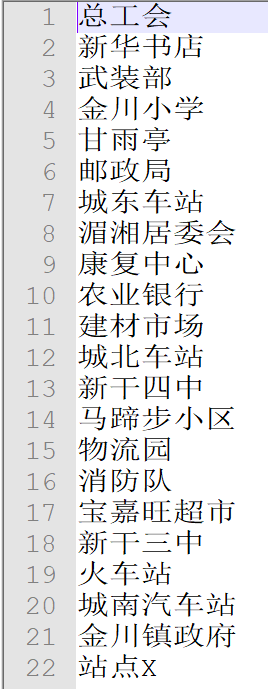 1 总工会
2 新华书店
3 武装部
4 金川小学
5 甘雨亭
6 邮政局
7 城东车站
8 湄湘居委会
9 康复中心
10 农业银行
11 建材市场
12 城北车站
13 新干四中
14 马蹄步小区
15 物流园
16 消防队
17 宝嘉旺超市
18 新干三中
19 火车站
20 城南汽车站
21 金川镇政府
22 站点X